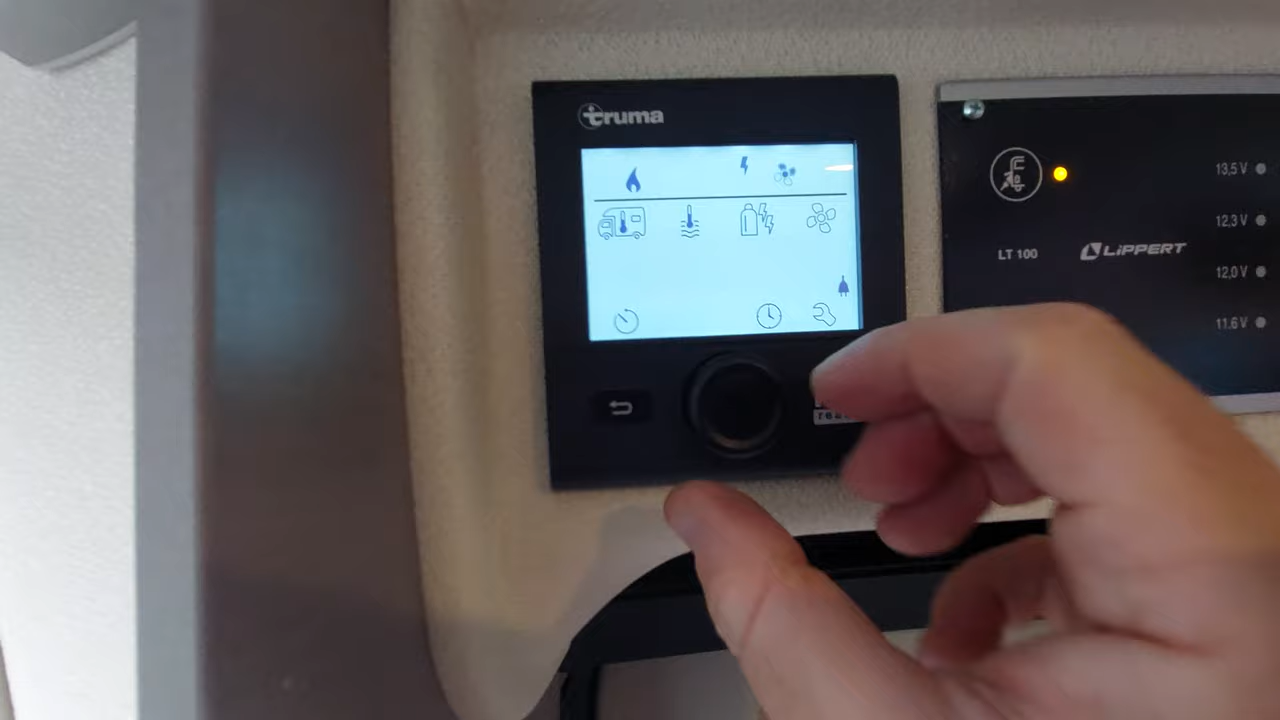 truma
LT 100
LIPPERT
13,5 V
12,3 V
12,0 V
11,6 V